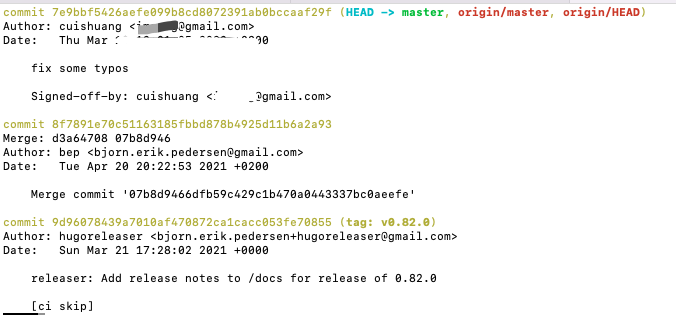 commit 7e9bbf5426aefe099b8cd8072391ab0bccaaf29f (HEAD -> master, origin/master, origin/HEAD)
Author: cuishuang <@gmail.com>
Date: Thu Mar
fix some typos
Signed-off-by: cuishuang < @gmail.com>
commit 8f7891e70c51163185fbbd878b4925d11b6a2a93
Merge: d3a64708 07b8d946
Author: bep <bjorn.erik.pedersen@gmail.com>
Date: Tue Apr 20 20:22:53 2021 +0200
Merge commit '07b8d9466dfb59c429c1b470a0443337bc0aeefe'
commit 9d96078439a7010af470872ca1cacc053fe70855 (tag: v0.82.0)
Author: hugoreleaser <bjorn.erik.pedersen+hugoreleaser@gmail.com>
Date: Sun Mar 21 17:28:02 2021 +0000
releaser: Add release notes to /docs for release of 0.82.0
[ci skip]